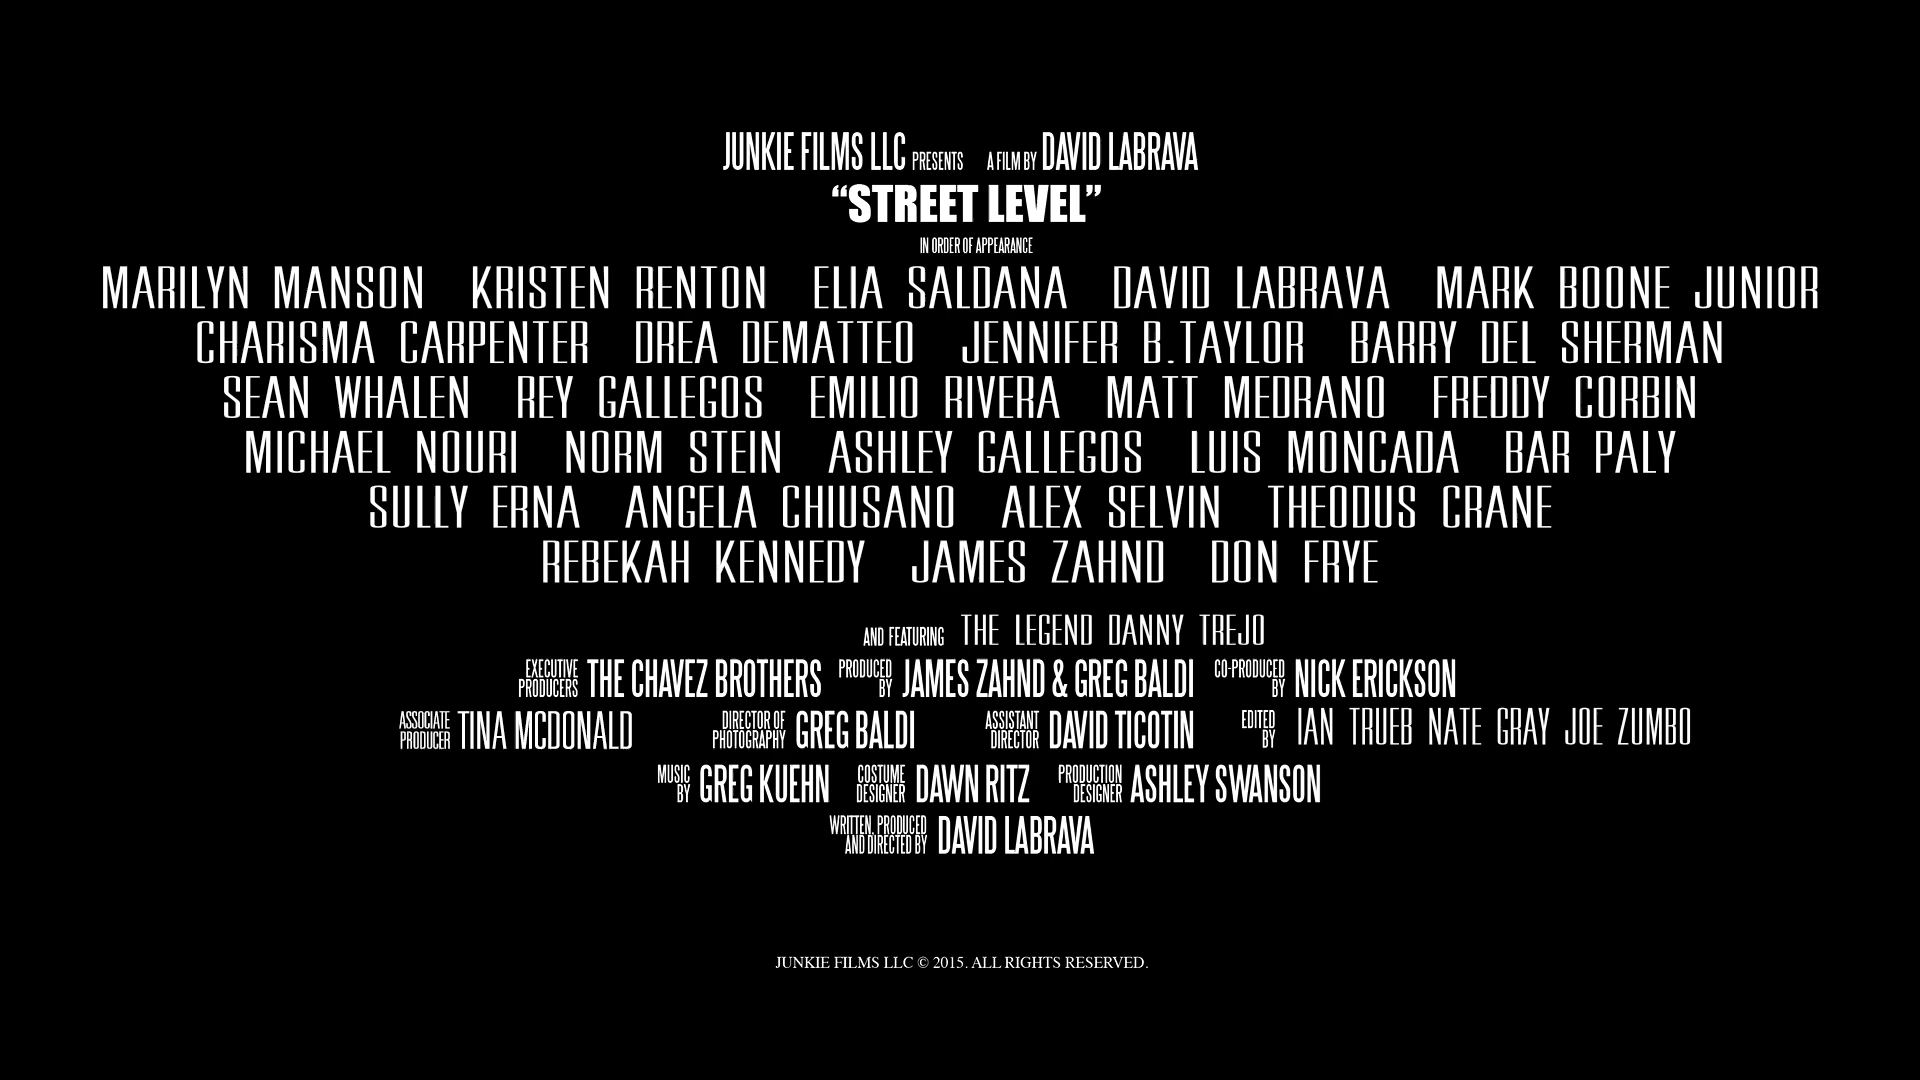 JUNKIE FILMS LLC PRESENTS A FILM BY DAVID LABRAVA
“STREET LEVEL”
IN ORDER OF APPEARANCE
MARILYN MANSON KRISTEN RENTON ELIA SALDANA DAVID LABRAVA MARK BOONE JUNIOR
CHARISMA CARPENTER DREA DEMATTEO JENNIFER B.TAYLOR BARRY DEL SHERMAN
SEAN WHALEN REY GALLEGOS EMILIO RIVERA MATT MEDRANO FREDDY CORBIN
MICHAEL NOURI NORM STEIN ASHLEY GALLEGOS LUIS MONCADA BAR PALY
SULLY ERNA ANGELA CHIUSANO ALEX SELVIN THEODUS CRANE
REBEKAH KENNEDY JAMES ZAHND DON FRYE
AND FEATURING THE LEGEND DANNY TREJO
EXECUTIVE PRODUCERS THE CHAVEZ BROTHERS PRODUCED BY JAMES ZAHND & GREG BALDI CO-PRODUCED BY NICK ERICKSON
ASSOCIATE PRODUCER TINA MCDONALD DIRECTOR OF PHOTOGRAPHY GREG BALDI ASSISTANT DIRECTOR DAVID TICOTIN EDITED BY IAN TRUEB NATE GRAY JOE ZUMBO
MUSIC BY GREG KUEHN COSTUME DESIGNER DAWN RITZ PRODUCTION DESIGNER ASHLEY SWANSON
WRITTEN, PRODUCED AND DIRECTED BY DAVID LABRAVA
JUNKIE FILMS LLC © 2015. ALL RIGHTS RESERVED.